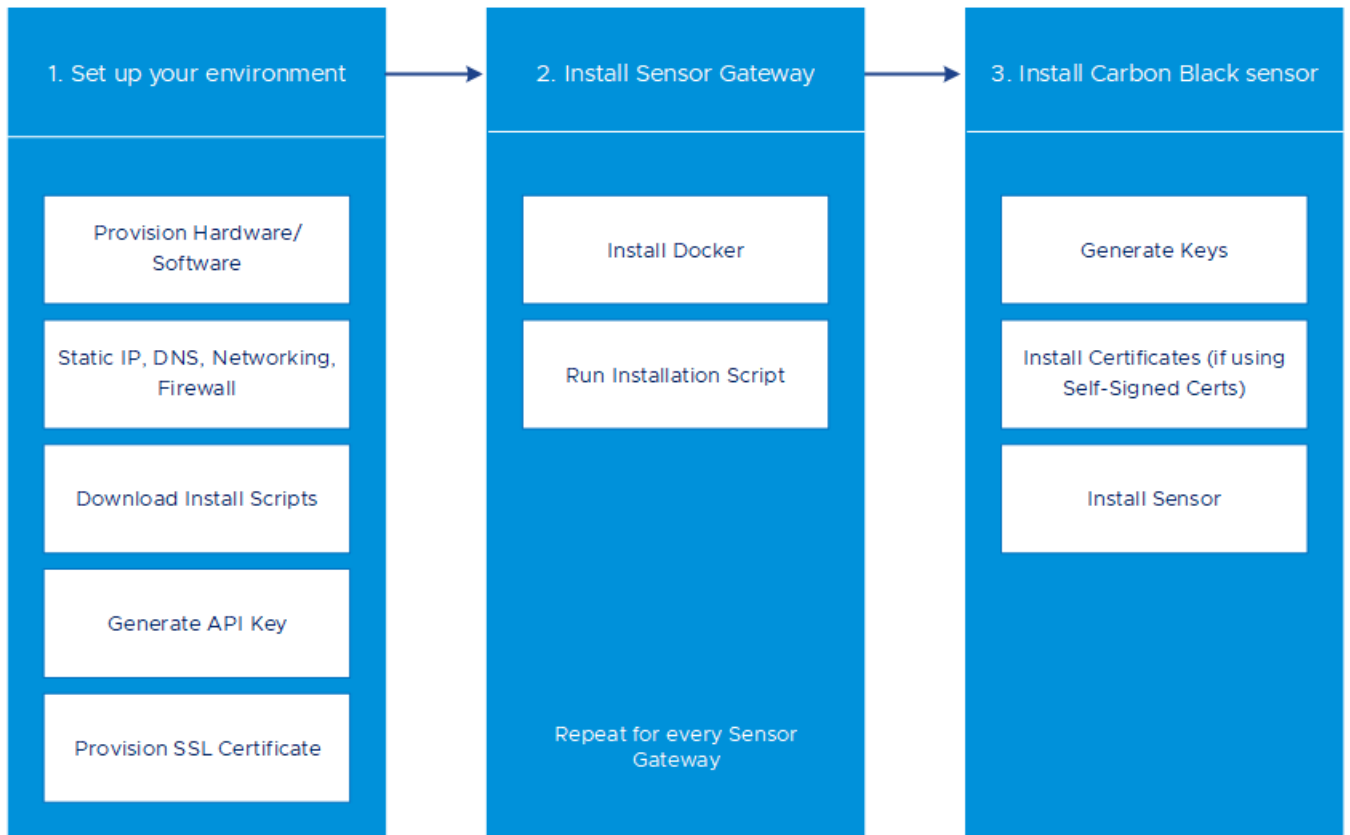 1. Set up your environment
Provision Hardware/
Software
Static IP, DNS, Networking,
Firewall
Download Install Scripts
Generate API Key
Provision SSL Certificate
2. Install Sensor Gateway
Install Docker
Run Installation Script
Repeat for every Sensor
Gateway
3. Install Carbon Black sensor
Generate Keys
Install Certificates (if using
Self-Signed Certs)
Install Sensor